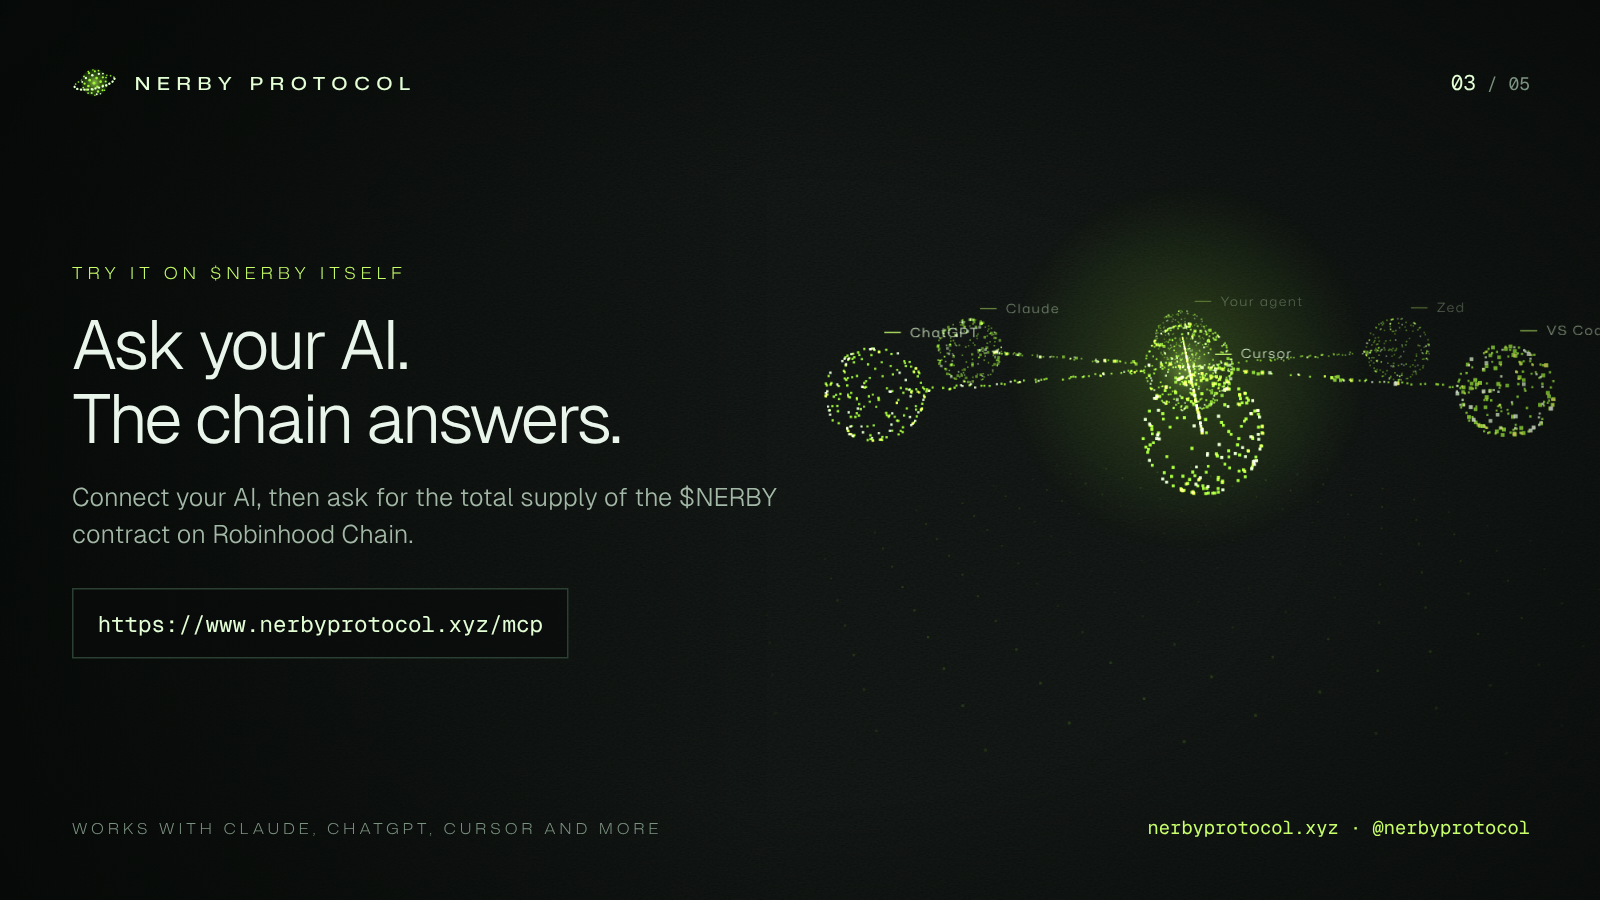 NERBY PROTOCOL
03 / 05
TRY IT ON $NERBY ITSELF
Ask your AI.
The chain answers.
Connect your AI, then ask for the total supply of the $NERBY
contract on Robinhood Chain.
https://www.nerbyprotocol.xyz/mcp
Claude
Your agent
Zed
ChatGPT
VS Coo
Cursor
WORKS WITH CLAUDE, CHATGPT, CURSOR AND MORE
nerbyprotocol.xyz · @nerbyprotocol